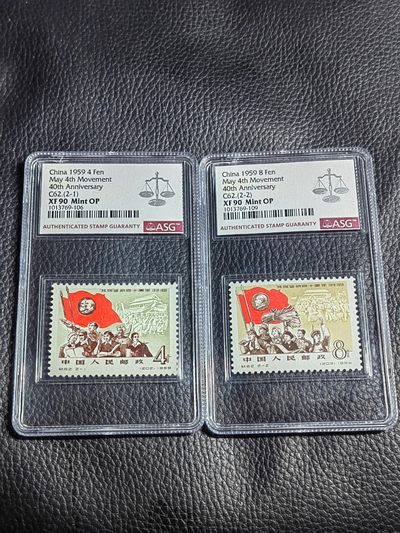 China 1959 4 Fen
May 4th Movement
40th Anniversary
C62.(2-1)
XF 90 Mint OP
1013769-106
AUTHENTICATED STAMP GUARANTY
ASG
4
中国人民邮政
China 1959 8 Fen
May 4th Movement
40th Anniversary
C62.(2-2)
XF 90 Mint OP
1013769-109
AUTHENTICATED STAMP GUARANTY
ASG
8
中国人民邮政